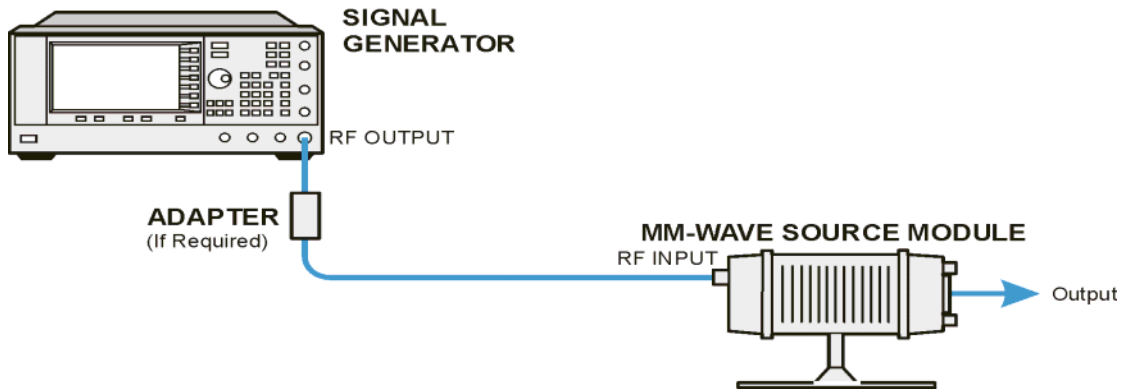 SIGNAL
GENERATOR
RF OUTPUT
ADAPTER
(If Required)
MM-WAVE SOURCE MODULE
RF INPUT
Output